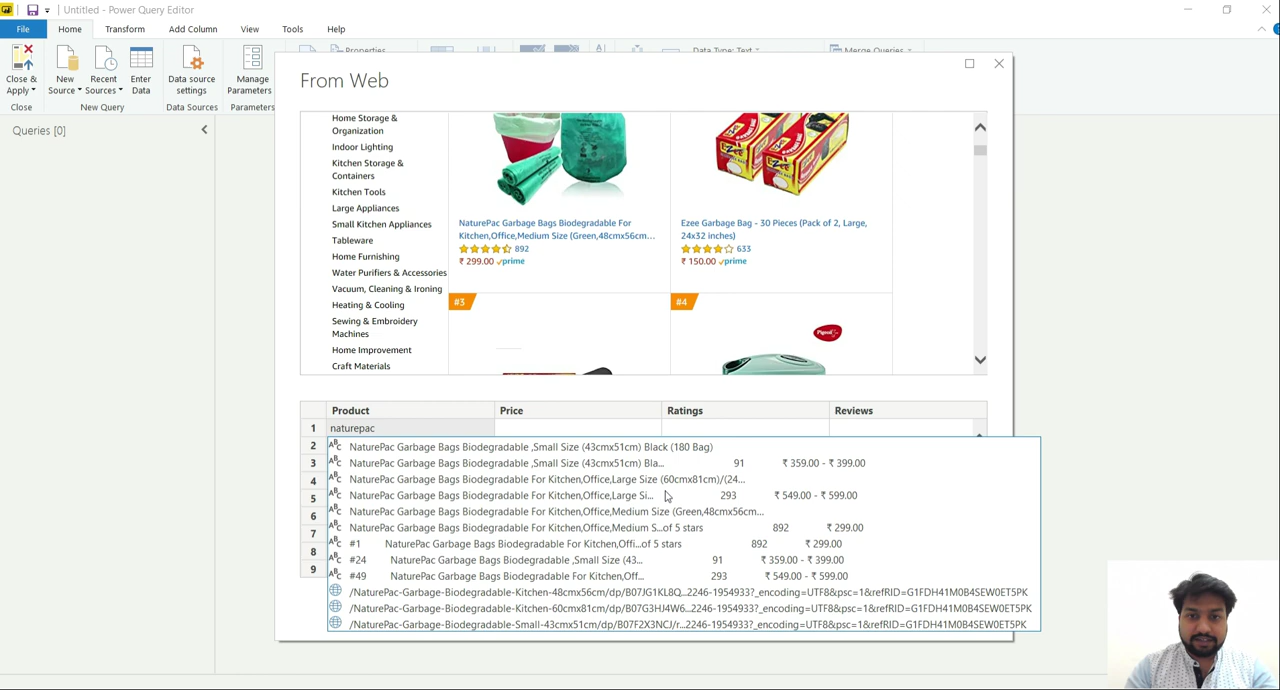 Untitled - Power Query Editor
File Home Transform Add Column View Tools Help
Close & Apply
New Source
Recent Sources
Enter Data
Data source settings
Manage Parameters
Properties
Data Type: Text
Merge Queries
Close New Query Data Sources Parameters
Queries [0]
From Web
Home Storage & Organization
Indoor Lighting
Kitchen Storage & Containers
Kitchen Tools
Large Appliances
Small Kitchen Appliances
Tableware
Home Furnishing
Water Purifiers & Accessories
Vacuum, Cleaning & Ironing
Heating & Cooling
Sewing & Embroidery Machines
Home Improvement
Craft Materials
NaturePac Garbage Bags Biodegradable For
Kitchen,Office,Medium Size (Green,48cmx56cm...
892
₹ 299.00 prime
Ezee Garbage Bag - 30 Pieces (Pack of 2, Large,
24x32 inches)
633
₹ 150.00 prime
#3
#4
Pigeon
Product Price Ratings Reviews
1 naturepac
2
3
4
5
6
7
8
9
NaturePac Garbage Bags Biodegradable ,Small Size (43cmx51cm) Black (180 Bag)
NaturePac Garbage Bags Biodegradable ,Small Size (43cmx51cm) Bla... 91 ₹ 359.00 - ₹ 399.00
NaturePac Garbage Bags Biodegradable For Kitchen,Office,Large Size (60cmx81cm)/(24...
NaturePac Garbage Bags Biodegradable For Kitchen,Office,Large Si... 293 ₹ 549.00 - ₹ 599.00
NaturePac Garbage Bags Biodegradable For Kitchen,Office,Medium Size (Green,48cmx56cm...
NaturePac Garbage Bags Biodegradable For Kitchen,Office,Medium S...of 5 stars 892 ₹ 299.00
#1 NaturePac Garbage Bags Biodegradable For Kitchen,Offi...of 5 stars 892 ₹ 299.00
#24 NaturePac Garbage Bags Biodegradable ,Small Size (43... 91 ₹ 359.00 - ₹ 399.00
#49 NaturePac Garbage Bags Biodegradable For Kitchen,Off... 293 ₹ 549.00 - ₹ 599.00
/NaturePac-Garbage-Biodegradable-Kitchen-48cmx56cm/dp/B07JG1KL8Q...2246-1954933?_encoding=UTF8&psc=1&refRID=G1FDH41M0B4SEW0ET5PK
/NaturePac-Garbage-Biodegradable-Kitchen-60cmx81cm/dp/B07G3HJ4W6...2246-1954933?_encoding=UTF8&psc=1&refRID=G1FDH41M0B4SEW0ET5PK
/NaturePac-Garbage-Biodegradable-Small-43cmx51cm/dp/B07F2X3NCJ/r...2246-1954933?_encoding=UTF8&psc=1&refRID=G1FDH41M0B4SEW0ET5PK